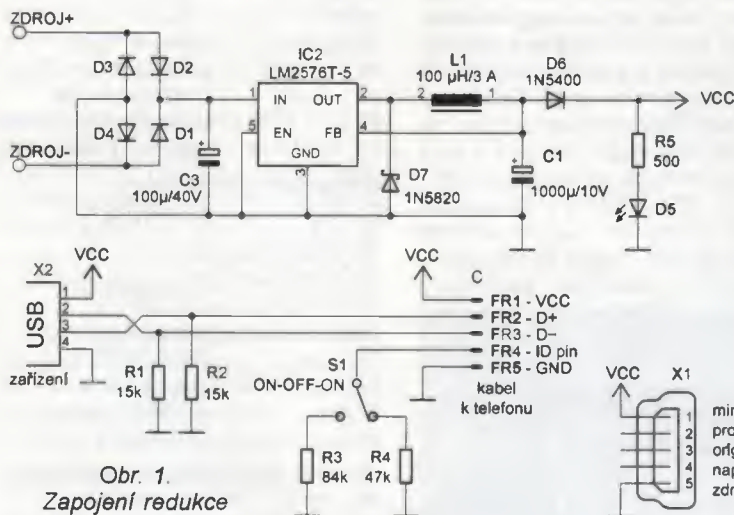 ZDROJ+
D3
D2
D4
D1
ZDROJ-
C3
100µ/40V
+
IC2
LM2576T-5
1
IN
OUT
2
5
EN
FB
4
GND
3
L1
100 µH/3 A
2
1
D7
1N5820
D6
1N5400
+
C1
1000µ/10V
VCC
R5
500
D5
X2
VCC
USB
1
2
3
4
zařízení
R1
15k
R2
15k
S1
ON-OFF-ON
R3
84k
R4
47k
VCC
C
FR1 - VCC
FR2 - D+
FR3 - D−
FR4 - ID pin
FR5 - GND
kabel
k telefonu
VCC
X1
1
2
3
4
5
Obr. 1.
Zapojení redukce